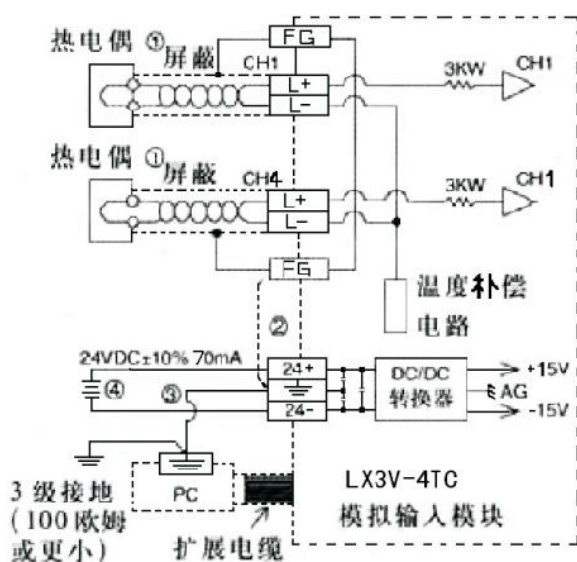 热电偶 ① 屏蔽 CH1
FG
L+
L-
3KW
CH1
热电偶 ① 屏蔽 CH4
L+
L-
3KW
CH1
FG
温度补偿
电路
②
24VDC±10% 70mA
④
③
24+
24-
DC/DC
转换器
+15V
AG
-15V
PC
3级接地
(100欧姆
或更小)
扩展电缆
LX3V-4TC
模拟输入模块